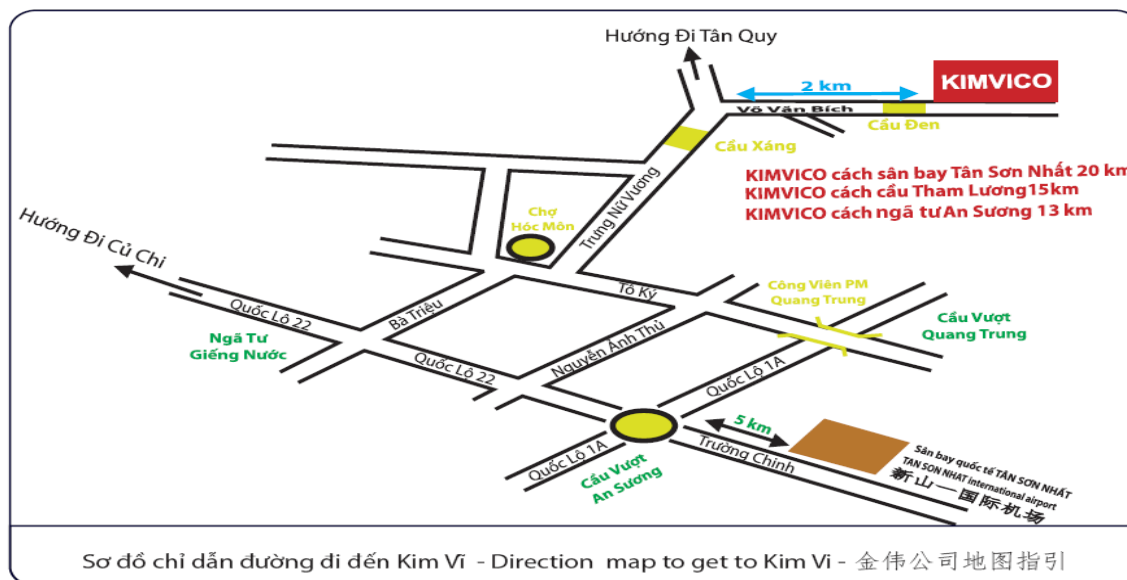 Hướng Đi Tân Quy
KIMVICO
2 km
Võ Văn Bích
Cầu Đen
Cầu Xáng
KIMVICO cách sân bay Tân Sơn Nhất 20 km
KIMVICO cách cầu Tham Lương15km
KIMVICO cách ngã tư An Sương 13 km
Trưng Nữ Vương
Chợ
Hóc Môn
Hướng Đi Củ Chi
Tô Ký
Công Viên PM
Quang Trung
Cầu Vượt
Quang Trung
Quốc Lộ 22
Bà Triệu
Ngã Tư
Giếng Nước
Quốc Lộ 22
Nguyễn Ảnh Thủ
Quốc Lộ 1A
5 km
Trường Chinh
Quốc Lộ 1A
Cầu Vượt
An Sương
Sân bay quốc tế TÂN SƠN NHẤT
TAN SON NHAT international airport
新山一国际机场
Sơ đồ chỉ dẫn đường đi đến Kim Vĩ - Direction map to get to Kim Vi - 金伟公司地图指引